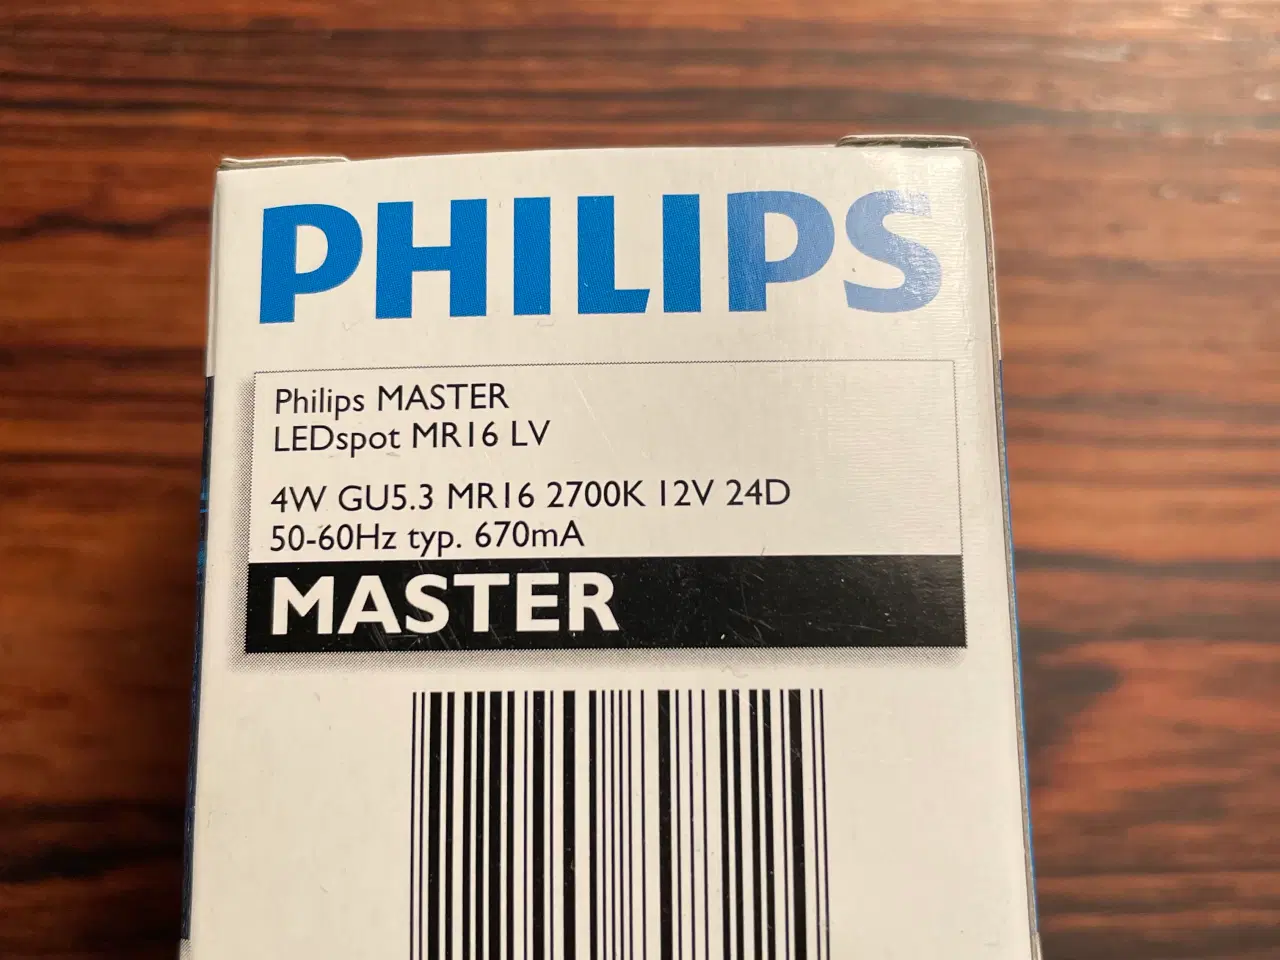 PHILIPS
Philips MASTER
LEDspot MR16 LV
4W GU5.3 MR16 2700K 12V 24D
50-60Hz typ. 670mA
MASTER